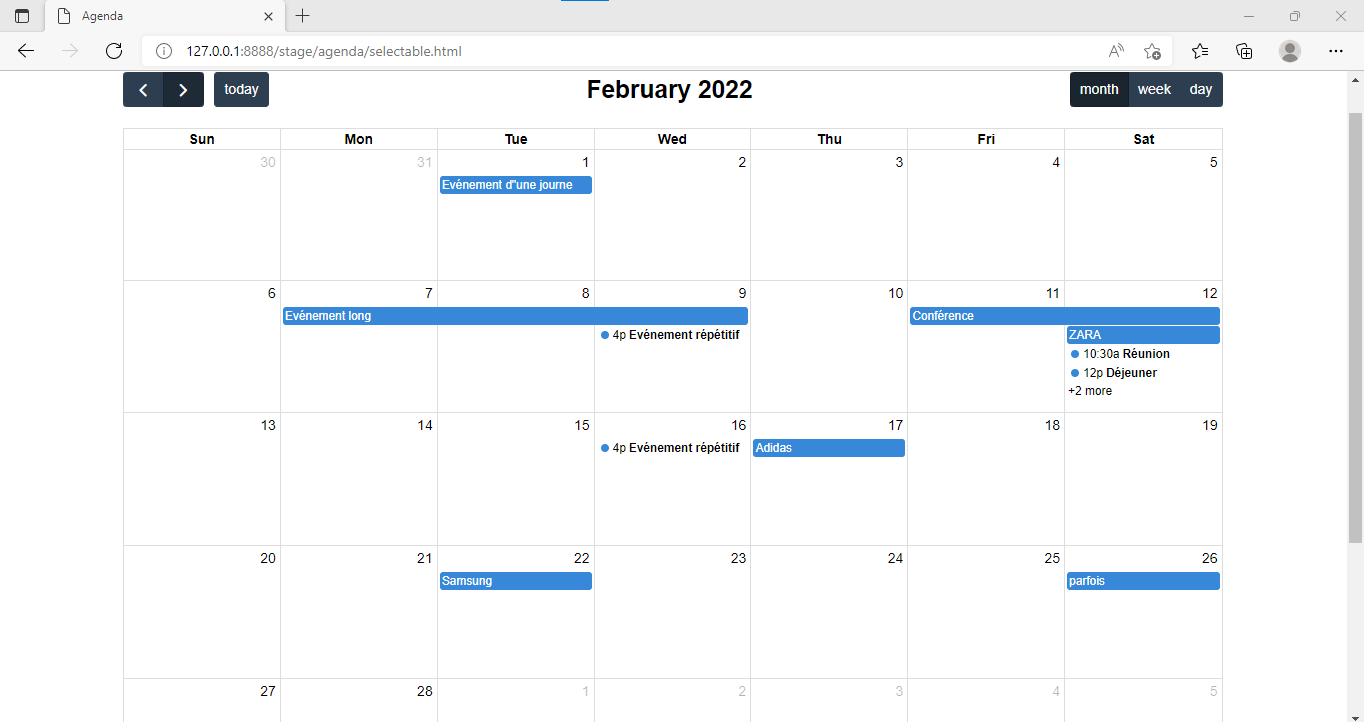 Agenda
127.0.0.1:8888/stage/agenda/selectable.html
today
February 2022
month week day
Sun Mon Tue Wed Thu Fri Sat
30 31 1 2 3 4 5
Evénement d"une journe
6 7 8 9 10 11 12
Evénement long Conférence
4p Evénement répétitif ZARA
10:30a Réunion
12p Déjeuner
+2 more
13 14 15 16 17 18 19
4p Evénement répétitif Adidas
20 21 22 23 24 25 26
Samsung parfois
27 28 1 2 3 4 5